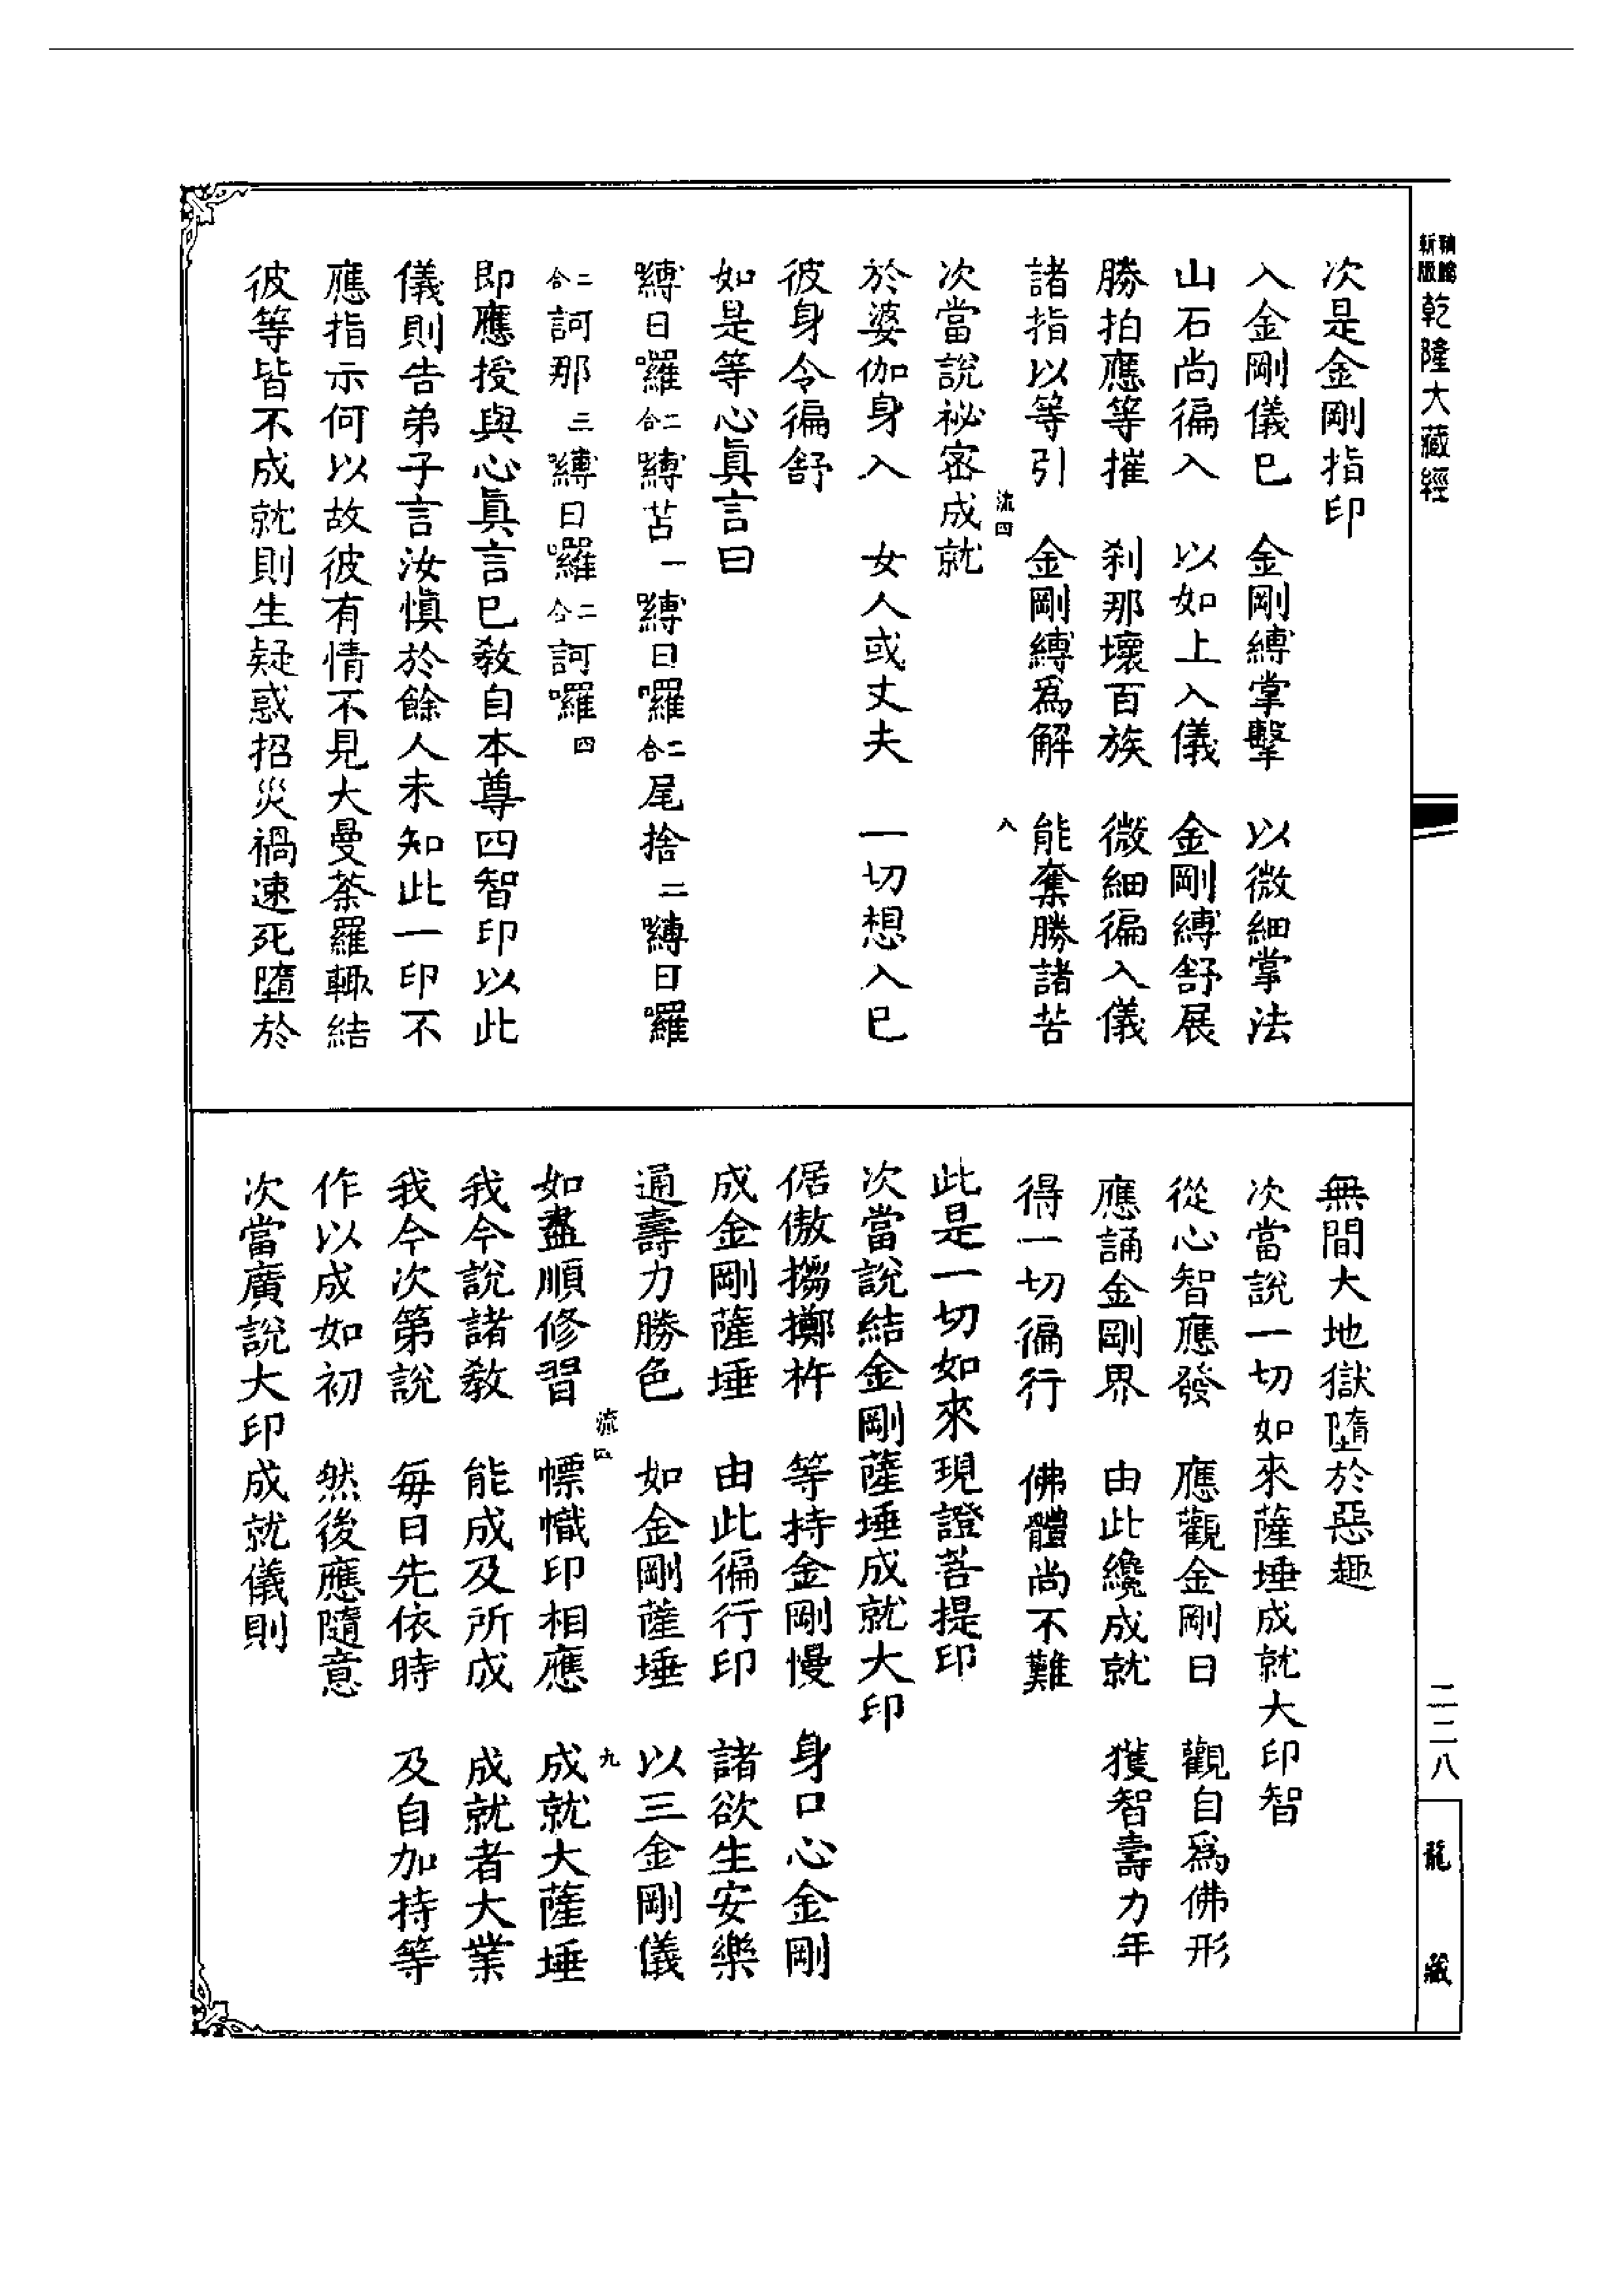 新版
精縮
乾隆大藏經
次是金剛指印
入金剛儀已　金剛縛掌擊　以微細掌法
山石尚徧入　以如上入儀　金剛縛舒展
勝拍應等摧　刹那壞百族　微細徧入儀
諸指以等引　金剛縛爲解　能奪勝諸苦
流四　八
次當說祕密成就
於婆伽身入　女人或丈夫　一切想入已
彼身令徧舒
如是等心眞言曰
嚩日囉二合嚩苫一嚩日囉二合尾捨二嚩日囉
二合訶那三嚩日囉二合訶囉四
即應授與心眞言已敎自本尊四智印以此
儀則告弟子言汝愼於餘人未知此一印不
應指示何以故彼有情不見大曼荼羅輒結
彼等皆不成就則生疑惑招災禍速死墮於
無間大地獄墮於惡趣
次當說一切如來薩埵成就大印智
從心智應發　應觀金剛日　觀自爲佛形
應誦金剛界　由此纔成就　獲智壽力年
得一切徧行　佛體尚不難
此是一切如來現證菩提印
次當說結金剛薩埵成就大印
倨傲搊擲杵　等持金剛慢　身口心金剛
成金剛薩埵　由此徧行印　諸欲生安樂
通壽力勝色　如金剛薩埵　以三金剛儀
流四　九
如盡順修習　幖幟印相應　成就大薩埵
我今說諸敎　能成及所成　成就者大業
我今次第說　每日先依時　及自加持等
作以成如初　然後應隨意
次當廣說大印成就儀則
二二八
龍藏